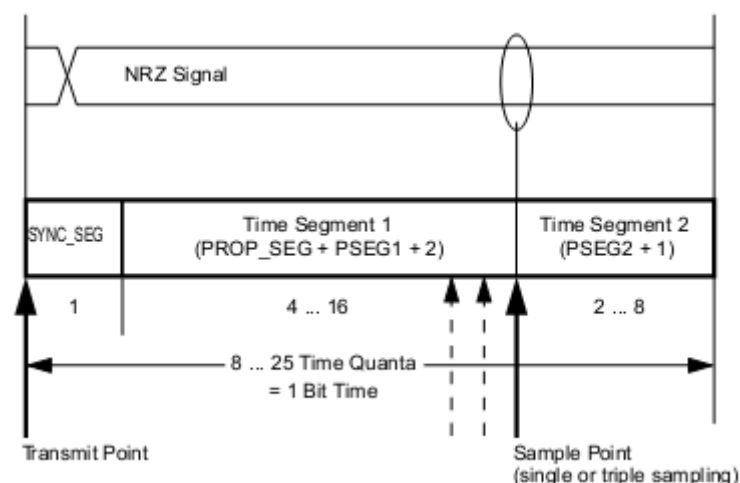 NRZ Signal
SYNC_SEG
Time Segment 1
(PROP_SEG + PSEG1 + 2)
Time Segment 2
(PSEG2 + 1)
1
4 ... 16
2 ... 8
8 ... 25 Time Quanta
= 1 Bit Time
Transmit Point
Sample Point
(single or triple sampling)